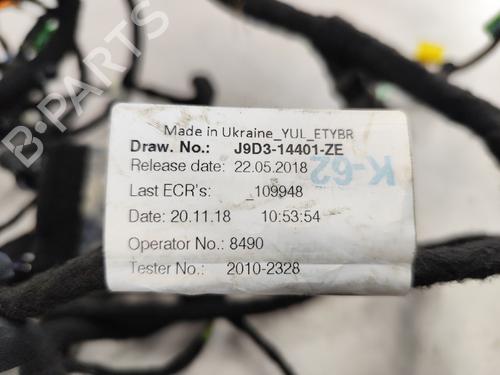 Made in Ukraine_YUL_ETYBR
Draw. No.: J9D3-14401-ZE
Release date: 22.05.2018
Last ECR's: _109948
Date: 20.11.18 10:53:54
Operator No.: 8490
Tester No.: 2010-2328
K-62
B-PARTS